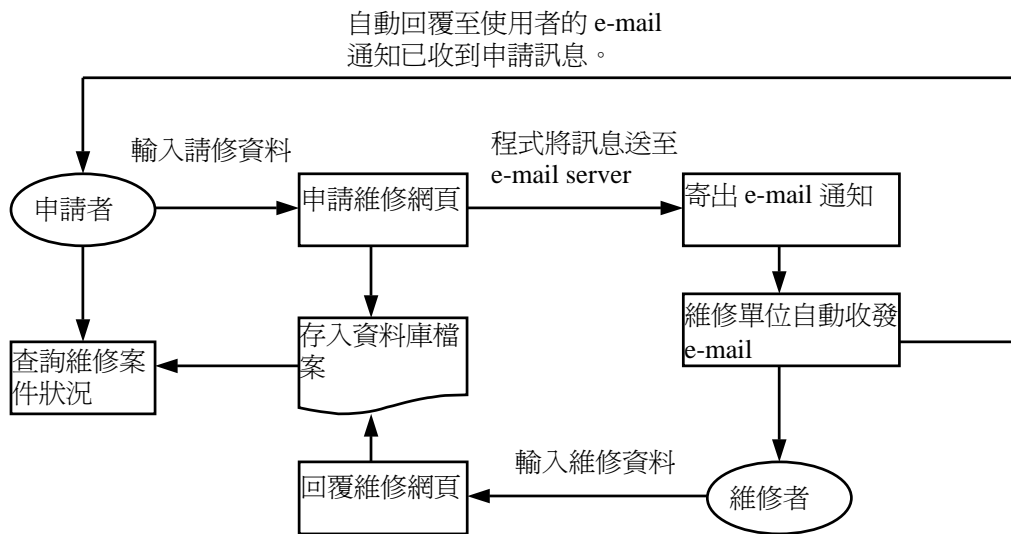 自動回覆至使用者的 e-mail
通知已收到申請訊息。
輸入請修資料
程式將訊息送至
e-mail server
申請者
申請維修網頁
寄出 e-mail 通知
維修單位自動收發
e-mail
存入資料庫檔
案
查詢維修案
件狀況
輸入維修資料
回覆維修網頁
維修者